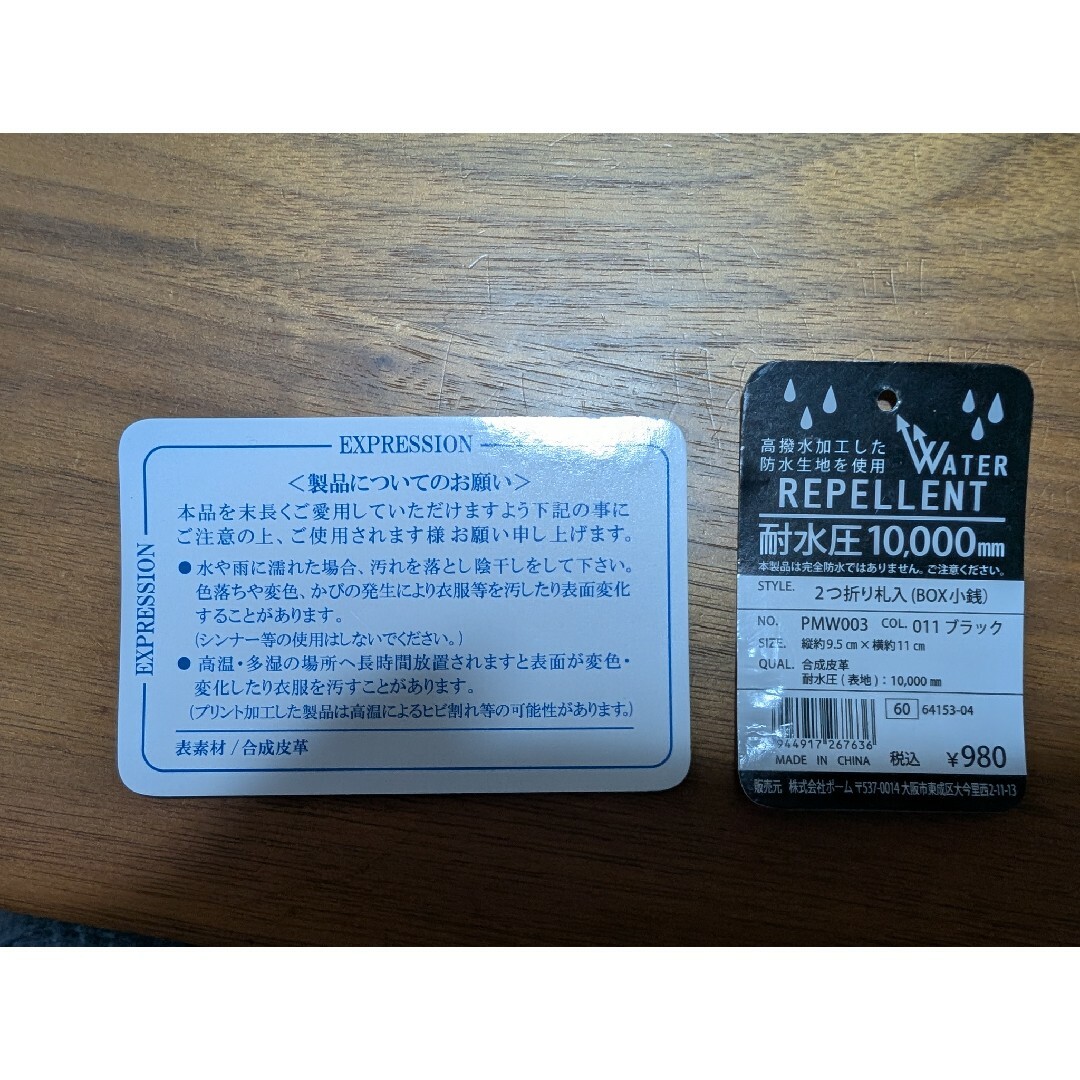 EXPRESSION
EXPRESSION
<製品についてのお願い>
本品を末長くご愛用していただけますよう下記の事に
ご注意の上、ご使用されます様お願い申し上げます。
●水や雨に濡れた場合、汚れを落とし陰干しをして下さい。
色落ちや変色、かびの発生により衣服等を汚したり表面変化
することがあります。
(シンナー等の使用はしないでください。)
●高温・多湿の場所へ長時間放置されますと表面が変色・
変化したり衣服を汚すことがあります。
(プリント加工した製品は高温によるヒビ割れ等の可能性があります。)
表素材/合成皮革
高撥水加工した
防水生地を使用
WATER
REPELLENT
耐水圧10,000mm
本製品は完全防水ではありません。ご注意ください。
STYLE. 2つ折り札入(BOX小銭)
NO. PMW003 COL. 011 ブラック
SIZE. 縦約9.5㎝×横約11㎝
QUAL. 合成皮革
耐水圧(表地):10,000㎜
60 64153-04
944917 267636
MADE IN CHINA 税込 ¥980
販売元 株式会社ボーム 〒537-0014 大阪市東成区大今里西2-11-13